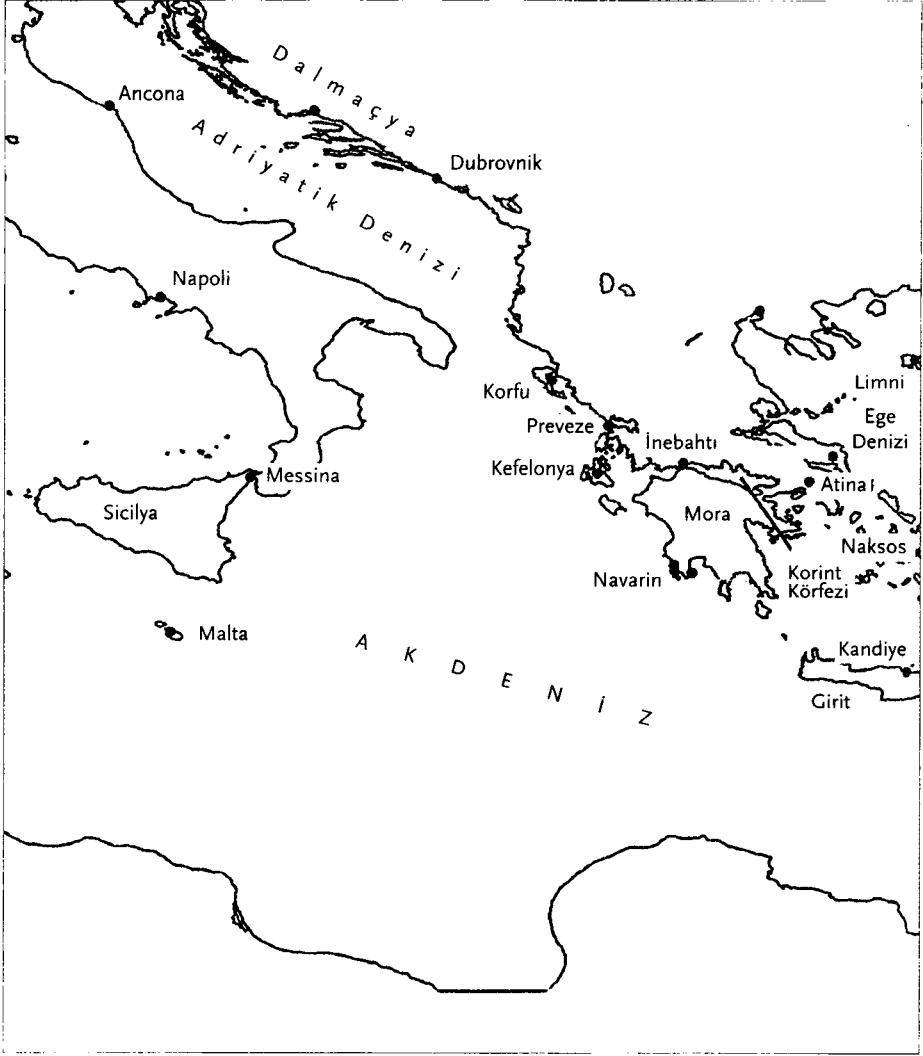 Dalmaçya
Ancona
Adriyatik Denizi
Dubrovnik
Napoli
Limni
Korfu
Ege
Denizi
Preveze
İnebahtı
Kefelonya
Messina
Atina
Sicilya
Mora
Naksos
Navarin
Korint
Körfezi
Malta
AKDENİZ
Kandiye
Girit